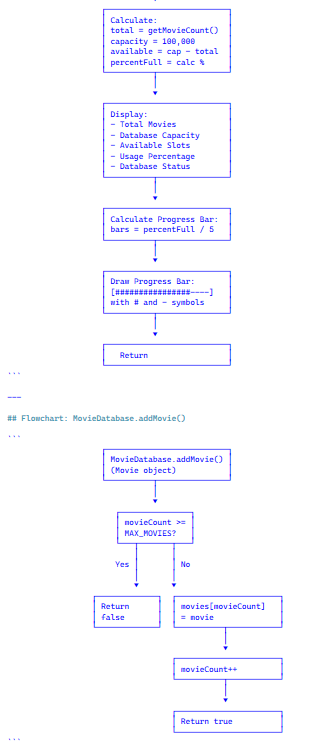 Calculate:
total = getMovieCount()
capacity = 100,000
available = cap - total
percentFull = calc %
Display:
- Total Movies
- Database Capacity
- Available Slots
- Usage Percentage
- Database Status
Calculate Progress Bar:
bars = percentFull / 5
Draw Progress Bar:
[################----]
with # and - symbols
Return
```
---
## Flowchart: MovieDatabase.addMovie()
```
MovieDatabase.addMovie()
(Movie object)
movieCount >=
MAX_MOVIES?
Yes No
Return movies[movieCount]
false = movie
movieCount++
Return true
```